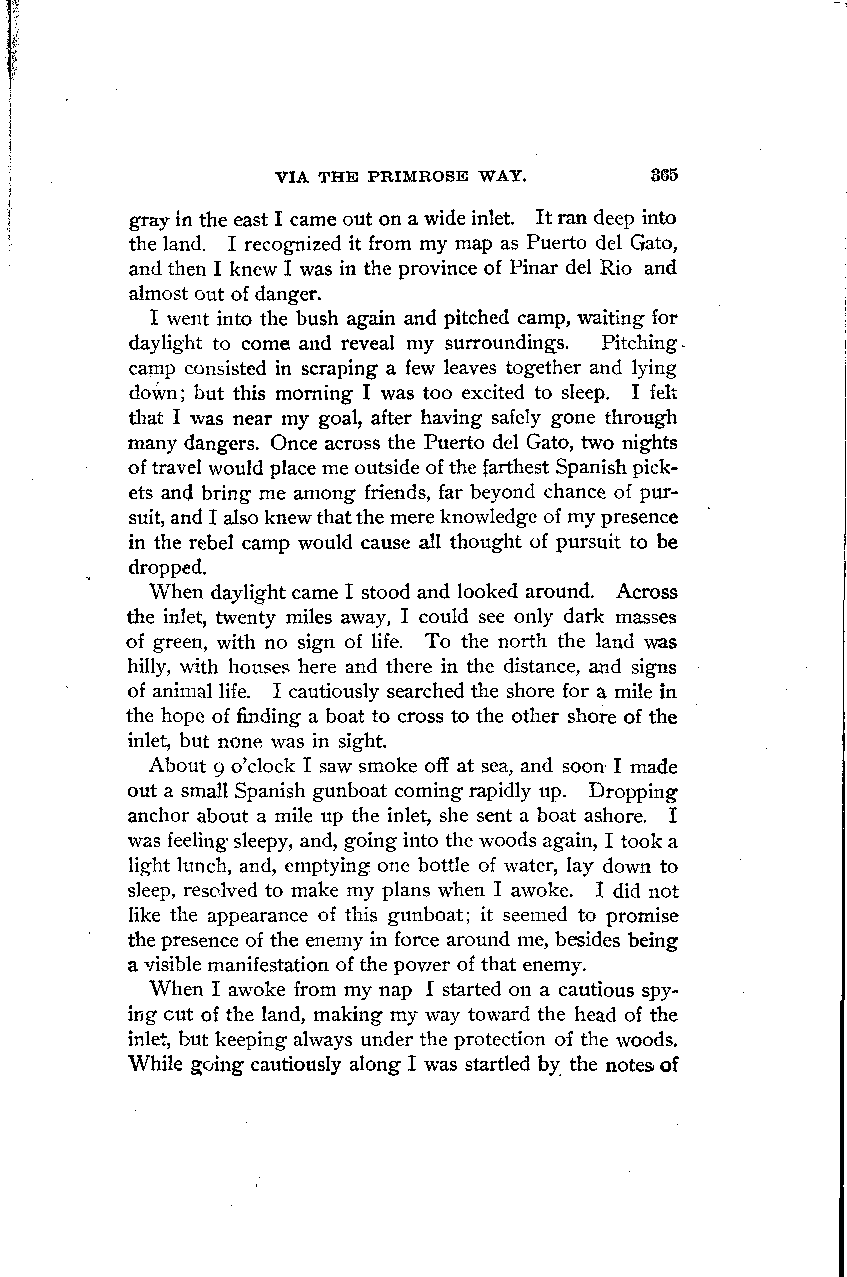 VIA THE PRIMROSE WAY. 365
gray in the east I came out on a wide inlet. It ran deep into
the land. I recognized it from my map as Puerto del Gato,
and then I knew I was in the province of Pinar del Rio and
almost out of danger.
I went into the bush again and pitched camp, waiting for
daylight to come and reveal my surroundings. Pitching
camp consisted in scraping a few leaves together and lying
down; but this morning I was too excited to sleep. I felt
that I was near my goal, after having safely gone through
many dangers. Once across the Puerto del Gato, two nights
of travel would place me outside of the farthest Spanish pick-
ets and bring me among friends, far beyond chance of pur-
suit, and I also knew that the mere knowledge of my presence
in the rebel camp would cause all thought of pursuit to be
dropped.
When daylight came I stood and looked around. Across
the inlet, twenty miles away, I could see only dark masses
of green, with no sign of life. To the north the land was
hilly, with houses here and there in the distance, and signs
of animal life. I cautiously searched the shore for a mile in
the hope of finding a boat to cross to the other shore of the
inlet, but none was in sight.
About 9 o'clock I saw smoke off at sea, and soon I made
out a small Spanish gunboat coming rapidly up. Dropping
anchor about a mile up the inlet, she sent a boat ashore. I
was feeling sleepy, and, going into the woods again, I took a
light lunch, and, emptying one bottle of water, lay down to
sleep, resolved to make my plans when I awoke. I did not
like the appearance of this gunboat; it seemed to promise
the presence of the enemy in force around me, besides being
a visible manifestation of the power of that enemy.
When I awoke from my nap I started on a cautious spy-
ing out of the land, making my way toward the head of the
inlet, but keeping always under the protection of the woods.
While going cautiously along I was startled by the notes of